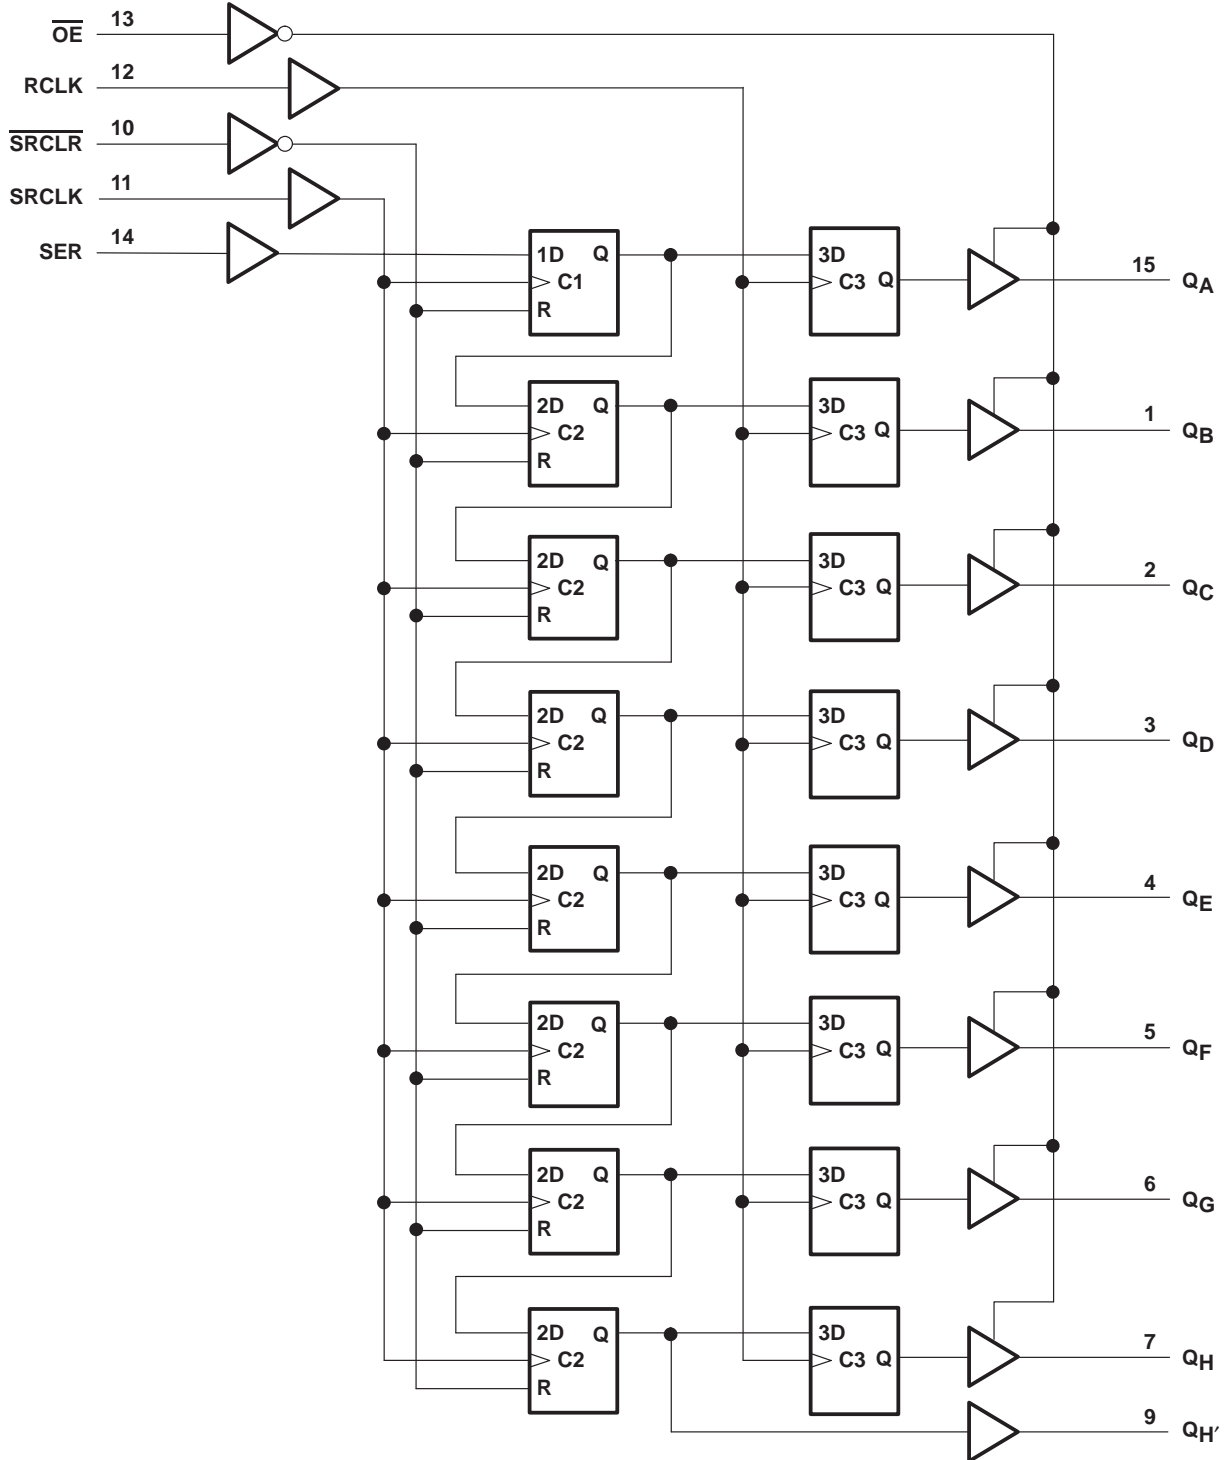 OE 13
RCLK 12
SRCLR 10
SRCLK 11
SER 14
1D Q 3D
C1 C3 Q 15 QA
R
2D Q 3D
C2 C3 Q 1 QB
R
2D Q 3D
C2 C3 Q 2 QC
R
2D Q 3D
C2 C3 Q 3 QD
R
2D Q 3D
C2 C3 Q 4 QE
R
2D Q 3D
C2 C3 Q 5 QF
R
2D Q 3D
C2 C3 Q 6 QG
R
2D Q 3D
C2 C3 Q 7 QH
R
9 QH′